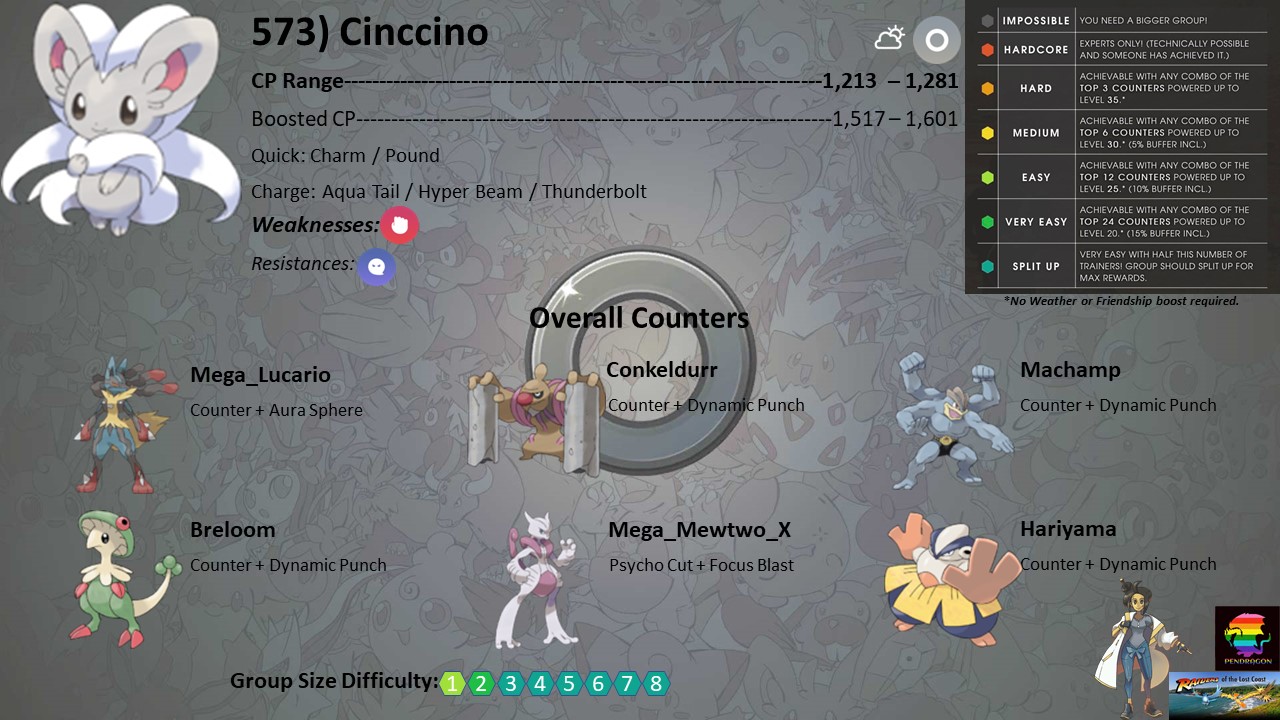 573) Cinccino
CP Range-----------------------------------------------------------------------1,213 – 1,281
Boosted CP----------------------------------------------------------------------1,517 – 1,601
Quick: Charm / Pound
Charge: Aqua Tail / Hyper Beam / Thunderbolt
Weaknesses:
Resistances:
IMPOSSIBLE YOU NEED A BIGGER GROUP!
HARDCORE EXPERTS ONLY! (TECHNICALLY POSSIBLE
AND SOMEONE HAS ACHIEVED IT.)
HARD ACHIEVABLE WITH ANY COMBO OF THE
TOP 3 COUNTERS POWERED UP TO
LEVEL 35.*
MEDIUM ACHIEVABLE WITH ANY COMBO OF THE
TOP 6 COUNTERS POWERED UP TO
LEVEL 30.* (5% BUFFER INCL.)
EASY ACHIEVABLE WITH ANY COMBO OF THE
TOP 12 COUNTERS POWERED UP TO
LEVEL 25.* (10% BUFFER INCL.)
VERY EASY ACHIEVABLE WITH ANY COMBO OF THE
TOP 24 COUNTERS POWERED UP TO
LEVEL 20.* (15% BUFFER INCL.)
SPLIT UP VERY EASY WITH HALF THIS NUMBER OF
TRAINERS! GROUP SHOULD SPLIT UP FOR
MAX REWARDS.
*No Weather or Friendship boost required.
Overall Counters
Mega_Lucario
Counter + Aura Sphere
Conkeldurr
Counter + Dynamic Punch
Machamp
Counter + Dynamic Punch
Breloom
Counter + Dynamic Punch
Mega_Mewtwo_X
Psycho Cut + Focus Blast
Hariyama
Counter + Dynamic Punch
Group Size Difficulty: 1 2 3 4 5 6 7 8
PENDROGON
RAIDERS of the Lost Coast